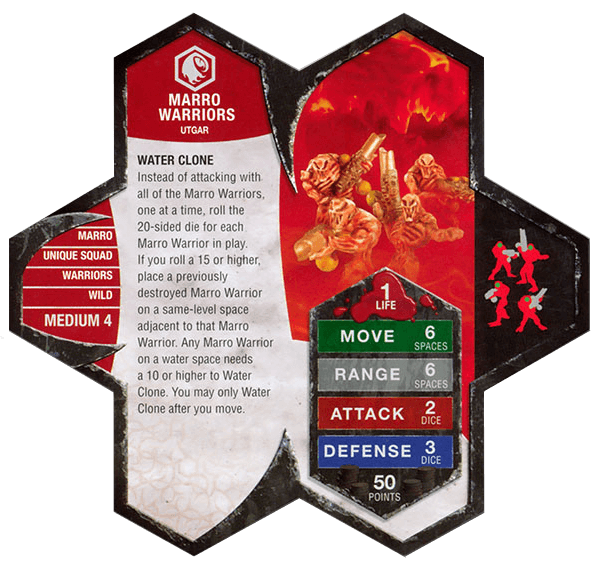 MARRO
WARRIORS
UTGAR
WATER CLONE
Instead of attacking with
all of the Marro Warriors,
one at a time, roll the
20-sided die for each
Marro Warrior in play.
If you roll a 15 or higher,
place a previously
destroyed Marro Warrior
on a same-level space
adjacent to that Marro
Warrior. Any Marro Warrior
on a water space needs
a 10 or higher to Water
Clone. You may only Water
Clone after you move.
MARRO
UNIQUE SQUAD
WARRIORS
WILD
MEDIUM 4
1
LIFE
MOVE 6
SPACES
RANGE 6
SPACES
ATTACK 2
DICE
DEFENSE 3
DICE
50
POINTS